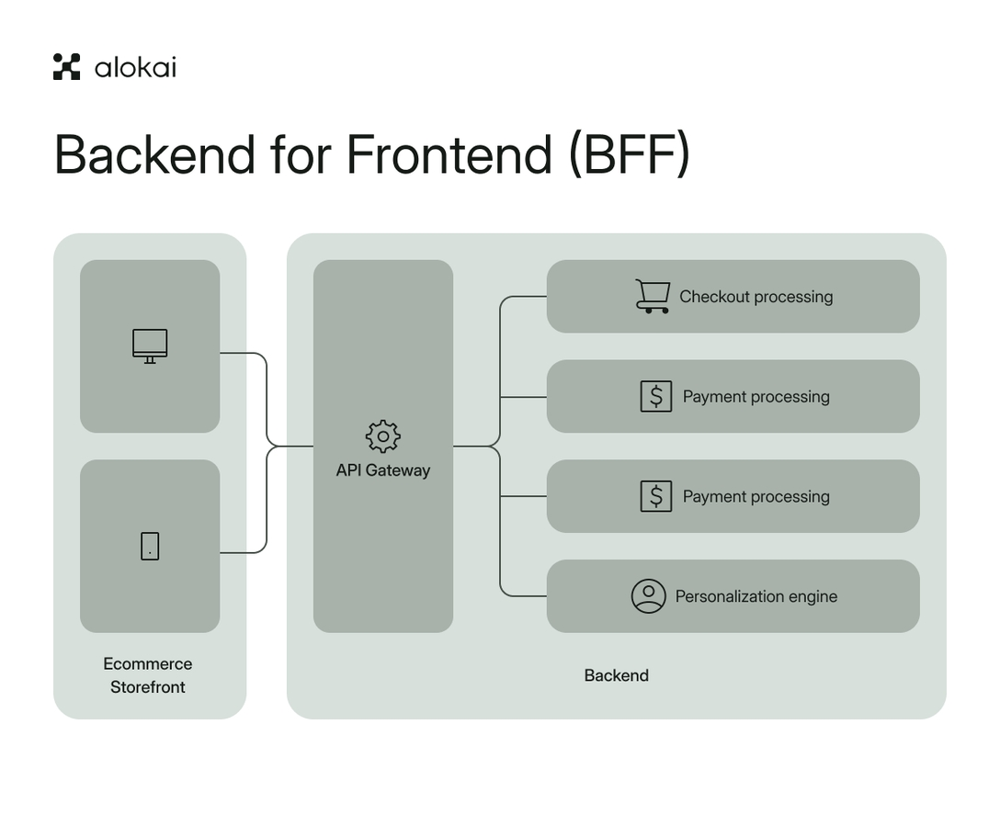 alokai
Backend for Frontend (BFF)
Checkout processing
Payment processing
API Gateway
Payment processing
Personalization engine
Ecommerce
Storefront
Backend